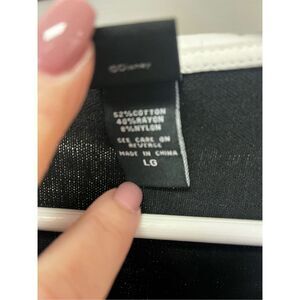 ©Disney
52%COTTON
40%RAYON
8%NYLON
SEE CARE ON
REVERSE
MADE IN CHINA
LG